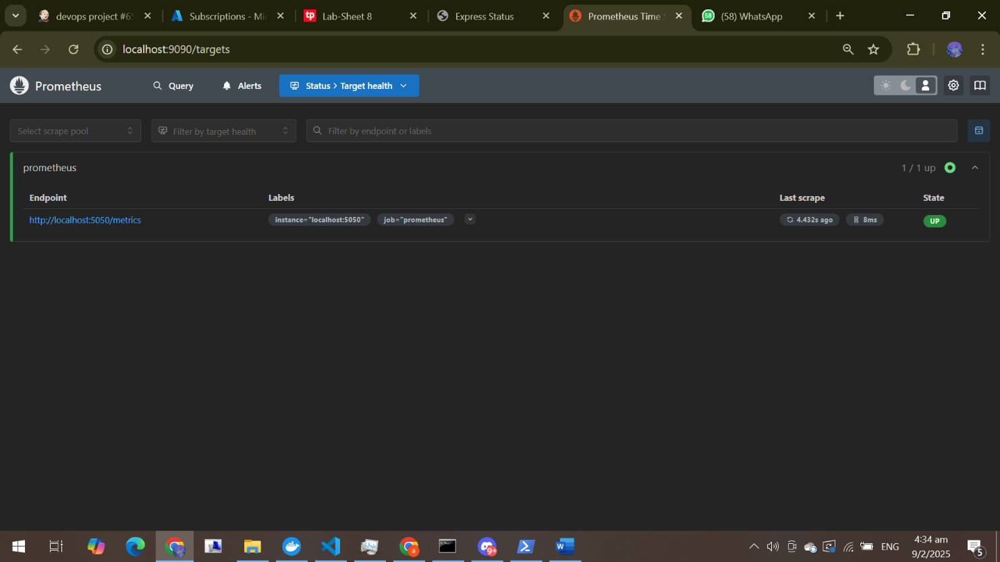 devops project #65
Subscriptions - Mic
Lab-Sheet 8
Express Status
Prometheus Time S
(58) WhatsApp
localhost:9090/targets
Prometheus
Query
Alerts
Status > Target health
Select scrape pool
Filter by target health
Filter by endpoint or labels
prometheus
1 / 1 up
Endpoint
Labels
Last scrape
State
http://localhost:5050/metrics
instance="localhost:5050"
job="prometheus"
4.432s ago
8ms
UP
ENG
4:34 am
9/2/2025
5